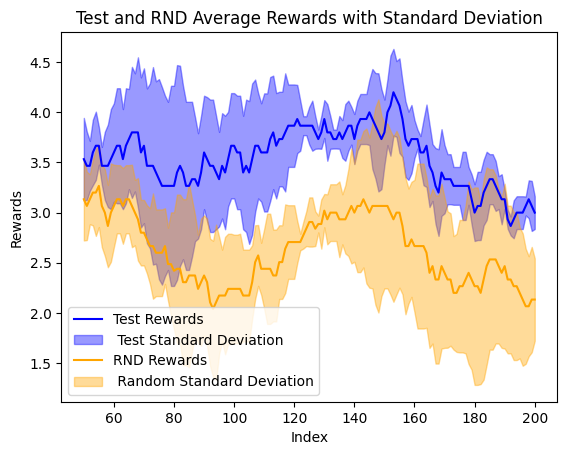 Test and RND Average Rewards with Standard Deviation
Rewards
4.5
4.0
3.5
3.0
2.5
2.0
1.5
Test Rewards
Test Standard Deviation
RND Rewards
Random Standard Deviation
60 80 100 120 140 160 180 200
Index